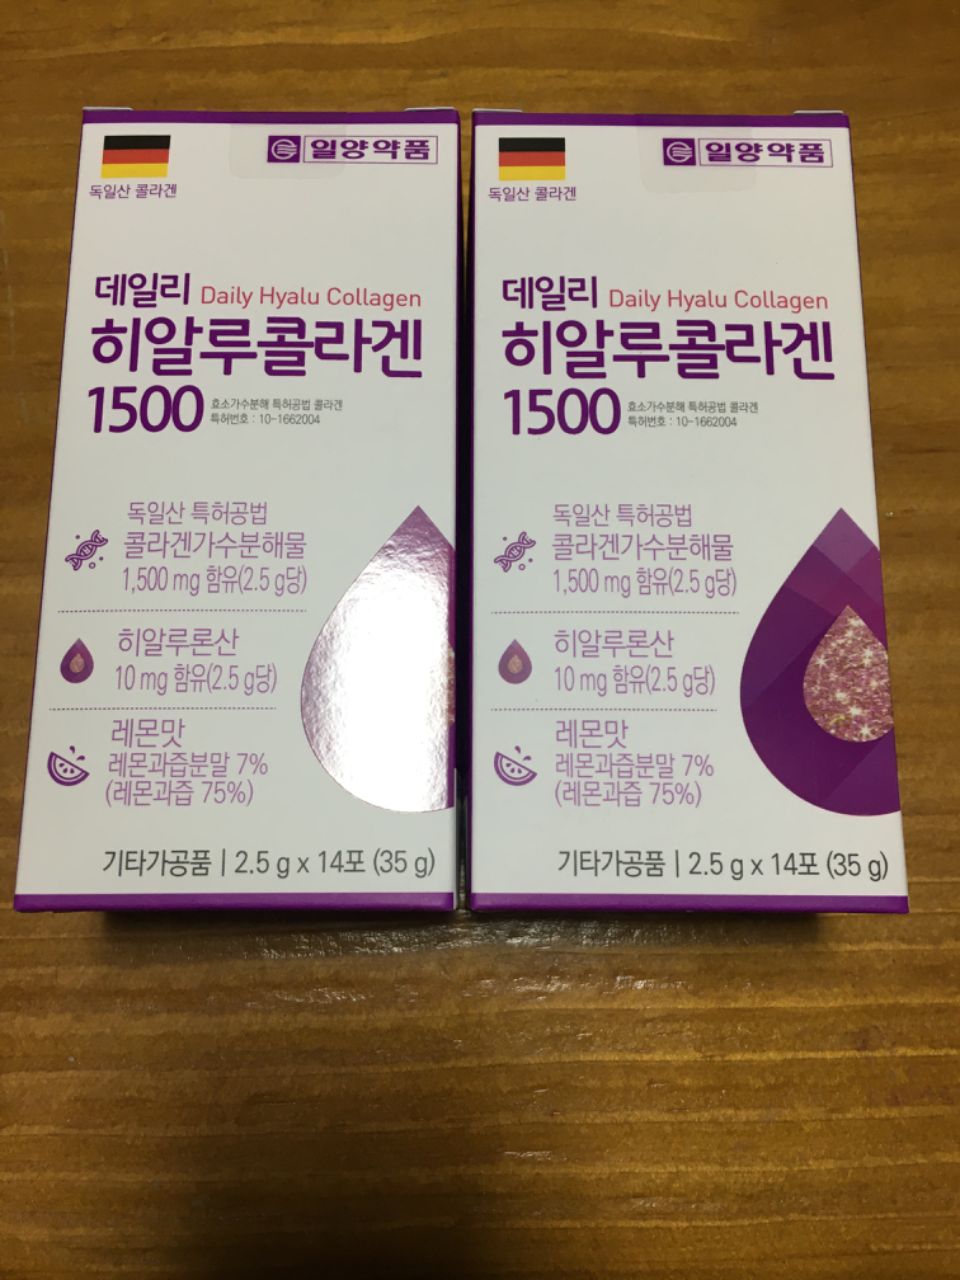 독일산 콜라겐
일양약품
데일리 Daily Hyalu Collagen
히알루콜라겐
1500 효소가수분해 특허공법 콜라겐
특허번호 : 10-1662004
독일산 특허공법
콜라겐가수분해물
1,500 mg 함유(2.5 g당)
히알루론산
10 mg 함유(2.5 g당)
레몬맛
레몬과즙분말 7%
(레몬과즙 75%)
기타가공품 | 2.5 g x 14포 (35 g)
독일산 콜라겐
일양약품
데일리 Daily Hyalu Collagen
히알루콜라겐
1500 효소가수분해 특허공법 콜라겐
특허번호 : 10-1662004
독일산 특허공법
콜라겐가수분해물
1,500 mg 함유(2.5 g당)
히알루론산
10 mg 함유(2.5 g당)
레몬맛
레몬과즙분말 7%
(레몬과즙 75%)
기타가공품 | 2.5 g x 14포 (35 g)